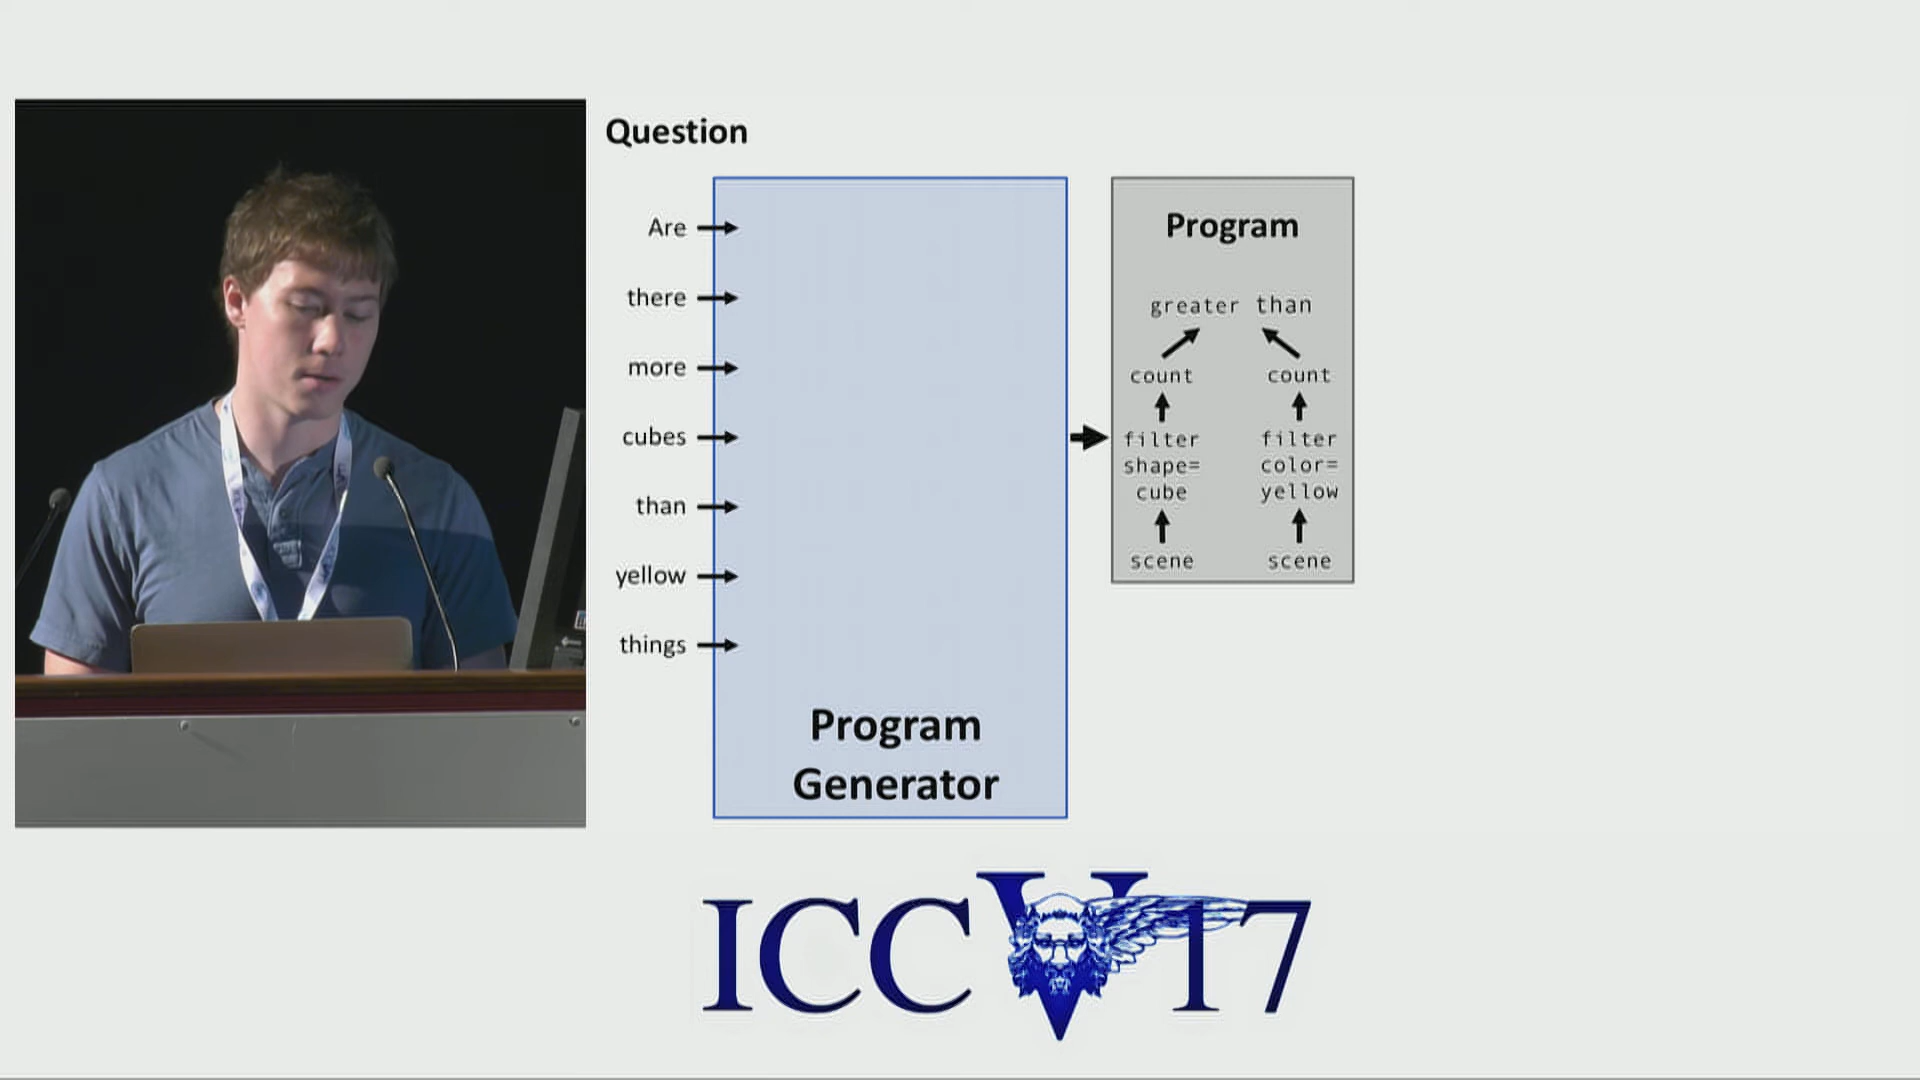 Question
Are
there
more
cubes
than
yellow
things
Program
Generator
Program
greater than
count count
filter filter
shape= color=
cube yellow
scene scene
ICCV17